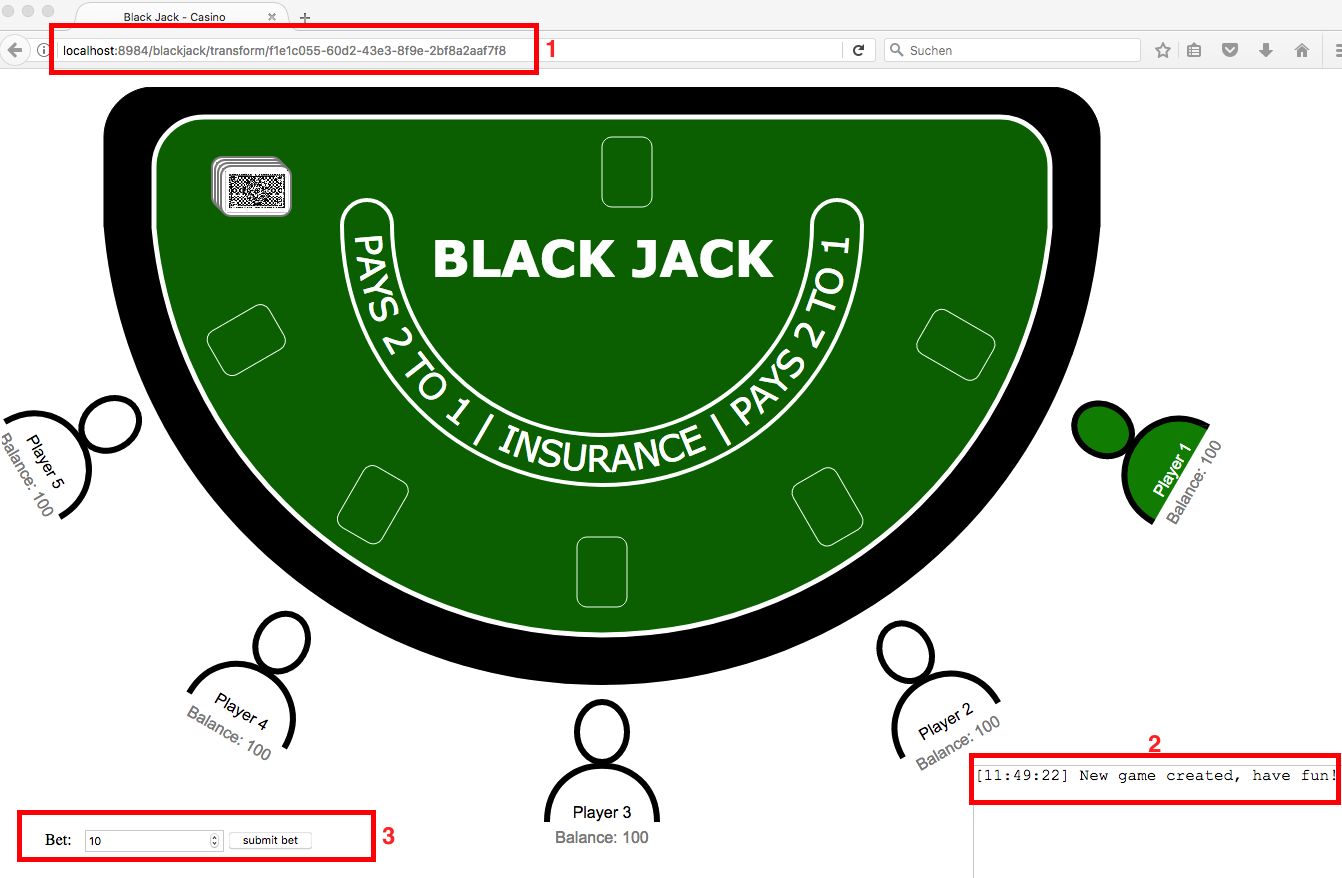 Black Jack - Casino
localhost:8984/blackjack/transform/f1e1c055-60d2-43e3-8f9e-2bf8a2aaf7f8
1
Suchen
BLACK JACK
PAYS 2 TO 1 | INSURANCE | PAYS 2 TO 1
Player 5
Balance: 100
Player 1
Balance: 100
Player 4
Balance: 100
Player 2
Balance: 100
2
[11:49:22] New game created, have fun!
Player 3
Balance: 100
Bet: 10 submit bet 3